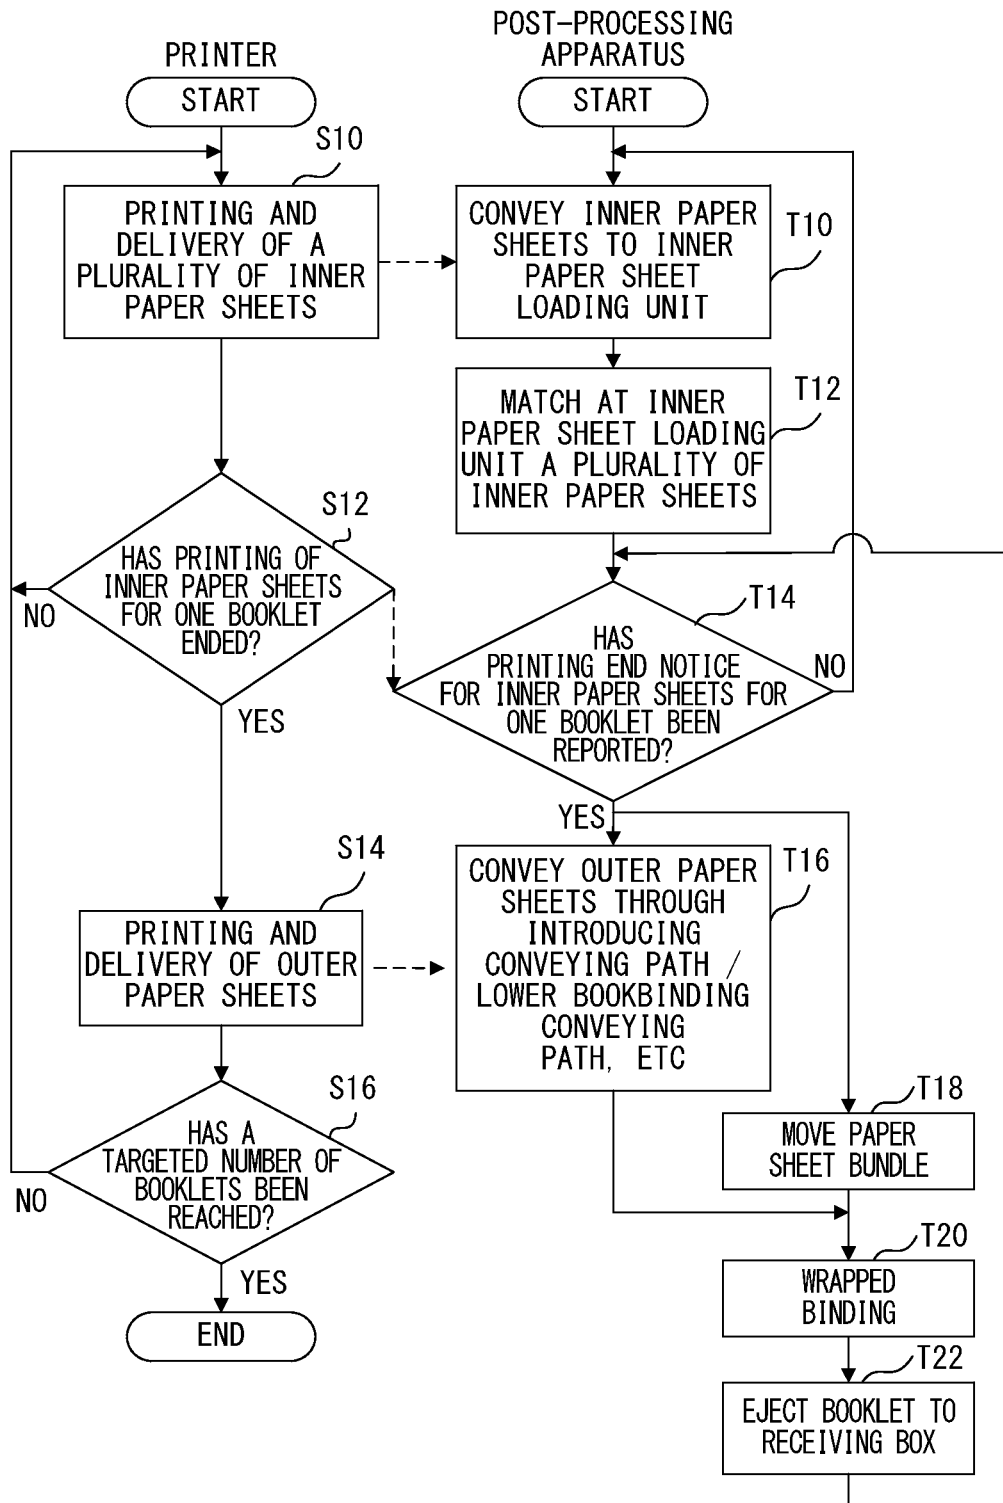 PRINTER
START
S10
PRINTING AND
DELIVERY OF A
PLURALITY OF INNER
PAPER SHEETS
S12
HAS PRINTING OF
INNER PAPER SHEETS
FOR ONE BOOKLET
ENDED?
NO
YES
S14
PRINTING AND
DELIVERY OF OUTER
PAPER SHEETS
S16
HAS A
TARGETED NUMBER OF
BOOKLETS BEEN
REACHED?
NO
YES
END
POST-PROCESSING
APPARATUS
START
CONVEY INNER PAPER
SHEETS TO INNER
PAPER SHEET
LOADING UNIT
T10
MATCH AT INNER
PAPER SHEET LOADING
UNIT A PLURALITY OF
INNER PAPER SHEETS
T12
T14
HAS
PRINTING END NOTICE
FOR INNER PAPER SHEETS FOR
ONE BOOKLET BEEN
REPORTED?
NO
YES
CONVEY OUTER PAPER
SHEETS THROUGH
INTRODUCING
CONVEYING PATH /
LOWER BOOKBINDING
CONVEYING
PATH, ETC
T16
T18
MOVE PAPER
SHEET BUNDLE
T20
WRAPPED
BINDING
T22
EJECT BOOKLET TO
RECEIVING BOX